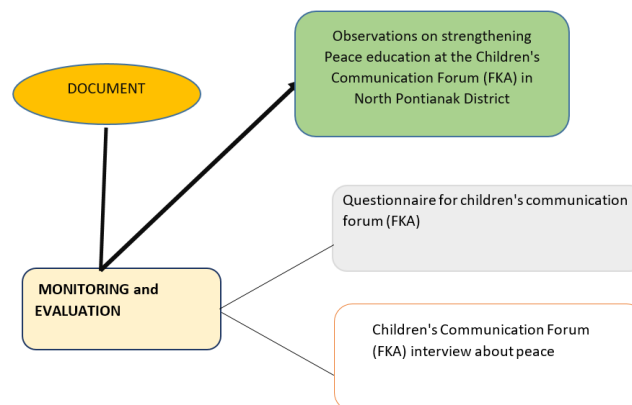 Observations on strengthening
Peace education at the Children's
Communication Forum (FKA) in
North Pontianak District
DOCUMENT
Questionnaire for children's communication
forum (FKA)
MONITORING and
EVALUATION
Children's Communication Forum
(FKA) interview about peace